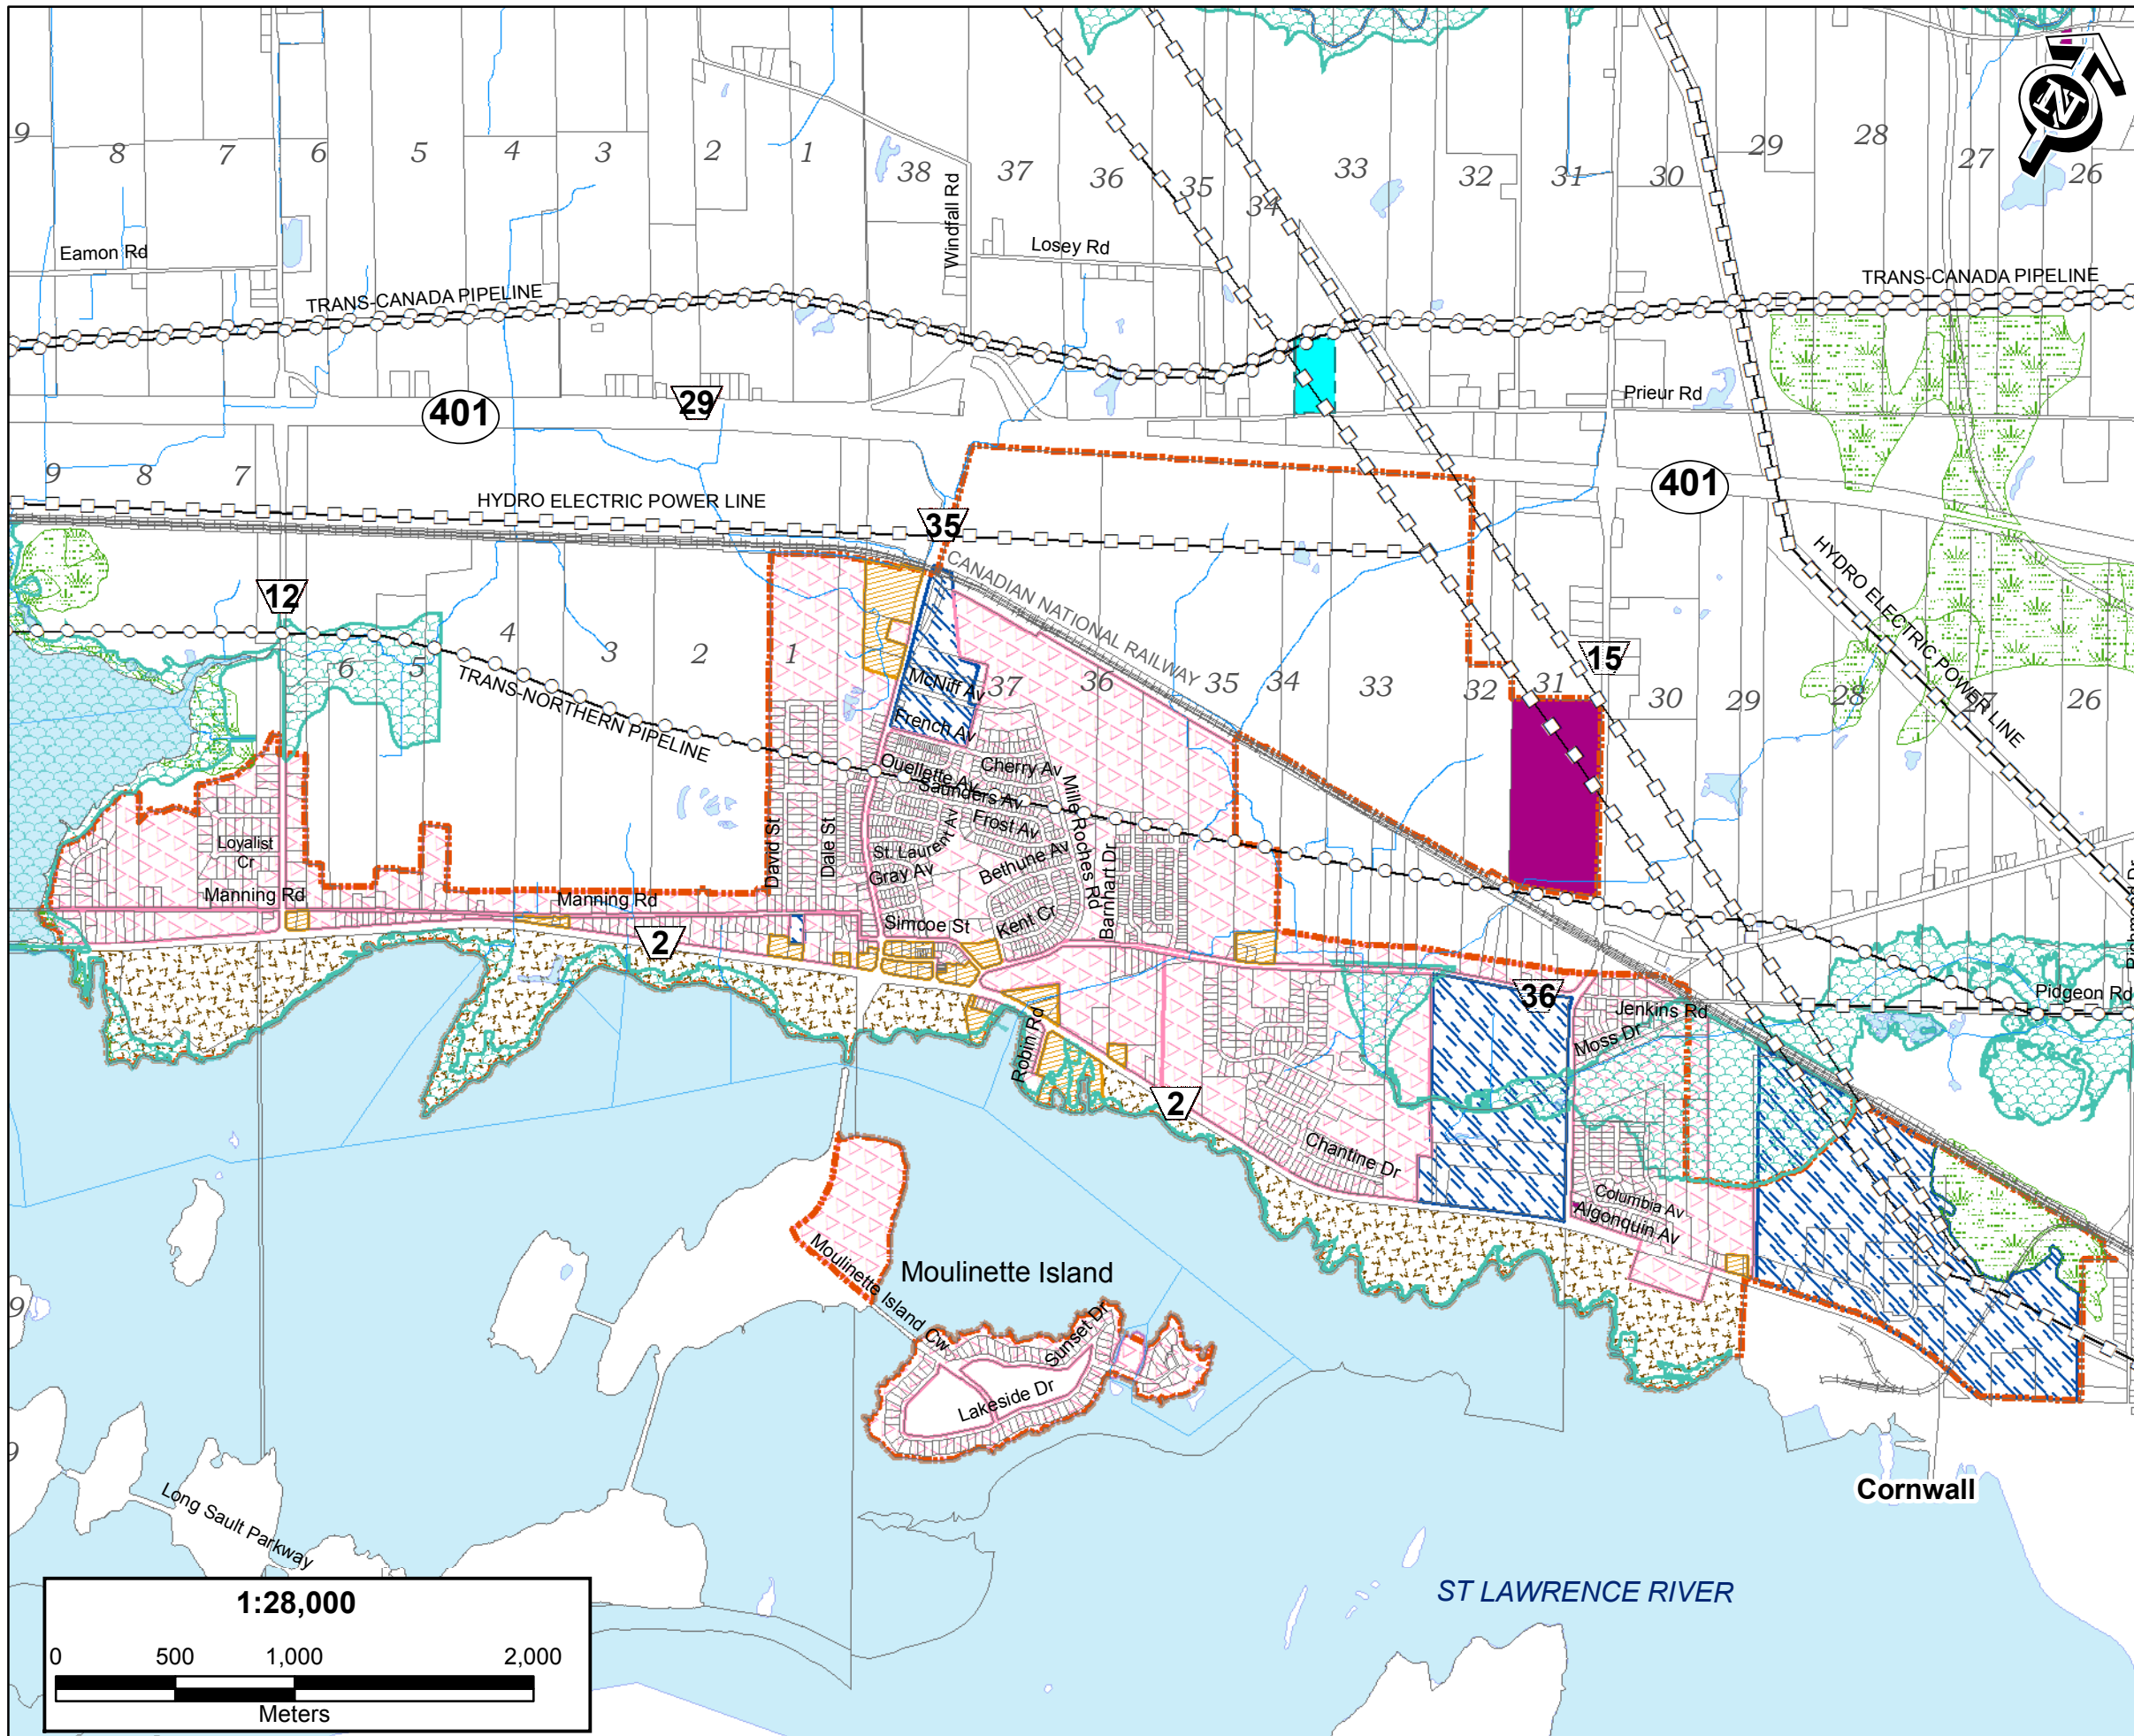 N
9
8
7
6
5
4
3
2
1
38
37
36
35
34
33
32
31
30
29
28
27
26
Windfall Rd
Eamon Rd
Losey Rd
TRANS-CANADA PIPELINE
TRANS-CANADA PIPELINE
Prieur Rd
29
401
401
9
8
7
HYDRO ELECTRIC POWER LINE
35
CANADIAN NATIONAL RAILWAY
HYDRO ELECTRIC POWER LINE
12
15
6
5
4
3
2
1
37
36
35
34
33
32
31
30
29
28
27
26
TRANS-NORTHERN PIPELINE
McNiff Av
French Av
Ouellette Av
Cherry Av
Saunders Av
Mille Roches Rd
Frost Av
St. Laurent Av
Bethune Av
Gray Av
Barnhart Dr
David St
Dale St
Loyalist
Cr
Manning Rd
Manning Rd
Simcoe St
Kent Cr
2
36
Jenkins Rd
Moss Dr
Pidgeon Rd
Robin Rd
2
Chantine Dr
Columbia Av
Algonquin Av
Moulinette Island
Moulinette Island Cw
Sunset Dr
Lakeside Dr
9
9
Long Sault Parkway
Cornwall
ST LAWRENCE RIVER
1:28,000
0 500 1,000 2,000
Meters